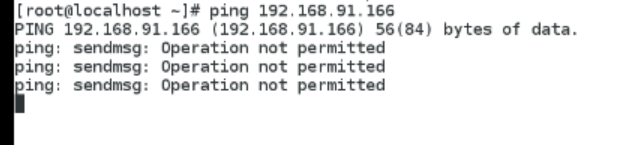 [root@localhost ~]# ping 192.168.91.166
PING 192.168.91.166 (192.168.91.166) 56(84) bytes of data.
ping: sendmsg: Operation not permitted
ping: sendmsg: Operation not permitted
ping: sendmsg: Operation not permitted